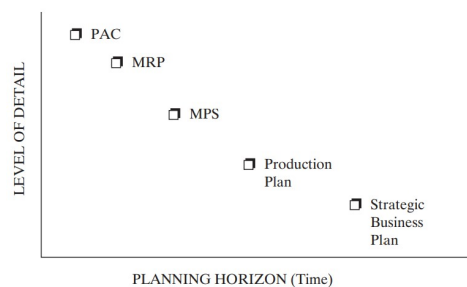 LEVEL OF DETAIL
PAC
MRP
MPS
Production
Plan
Strategic
Business
Plan
PLANNING HORIZON (Time)